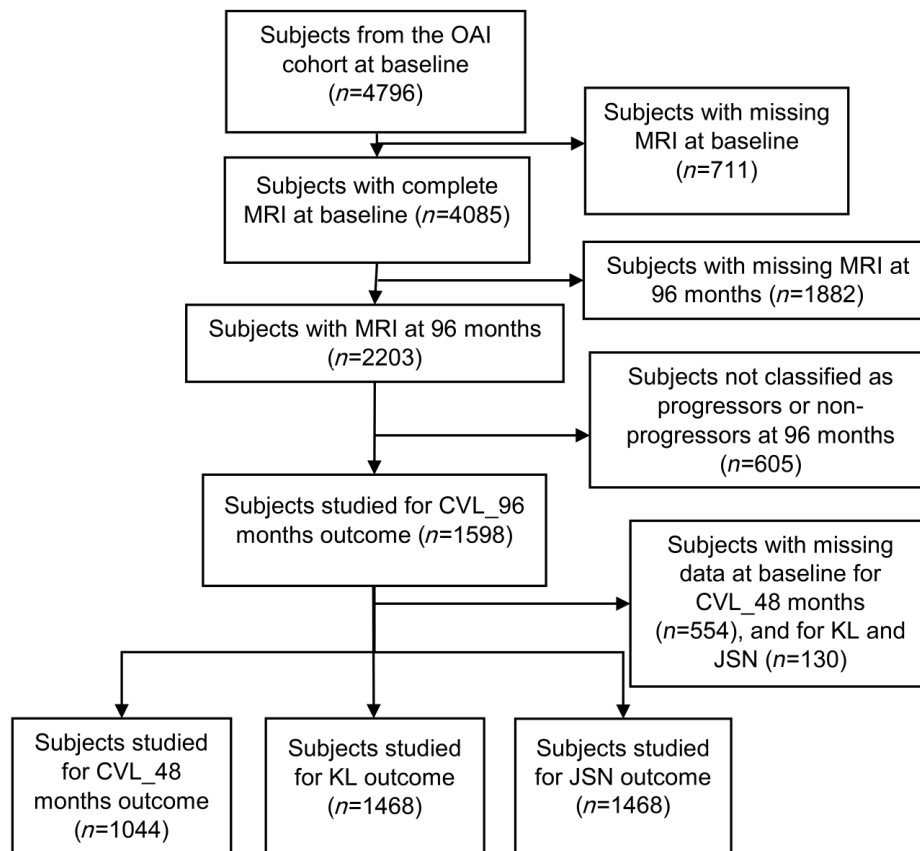 Subjects from the OAI
cohort at baseline
(n=4796)
Subjects with missing
MRI at baseline
(n=711)
Subjects with complete
MRI at baseline (n=4085)
Subjects with missing MRI at
96 months (n=1882)
Subjects with MRI at 96 months
(n=2203)
Subjects not classified as
progressors or non-
progressors at 96 months
(n=605)
Subjects studied for CVL_96
months outcome (n=1598)
Subjects with missing
data at baseline for
CVL_48 months
(n=554), and for KL and
JSN (n=130)
Subjects studied
for CVL_48
months outcome
(n=1044)
Subjects studied
for KL outcome
(n=1468)
Subjects studied
for JSN outcome
(n=1468)